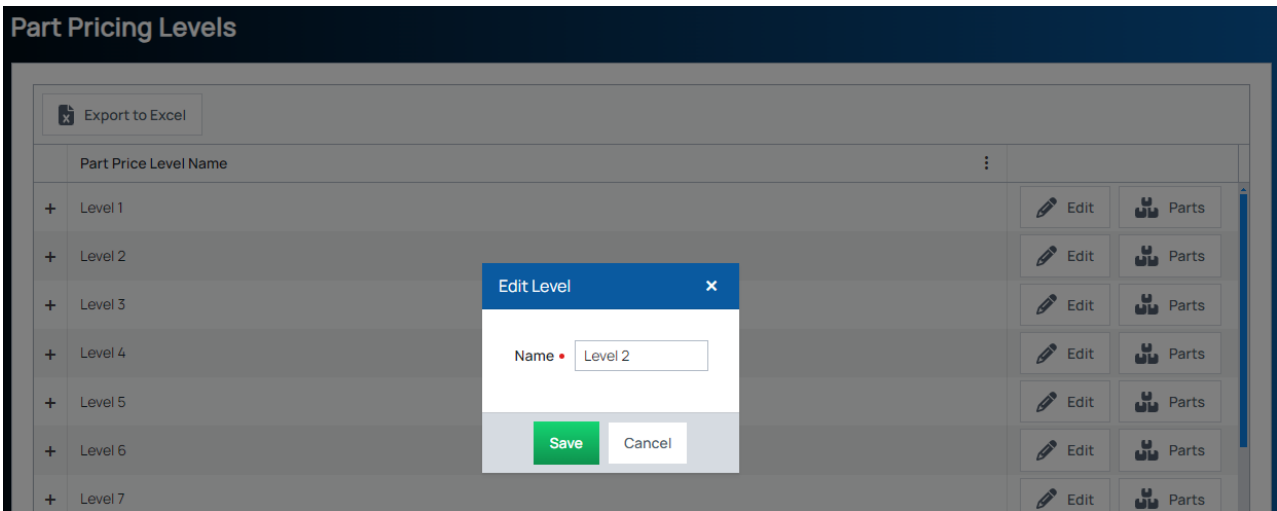 Part Pricing Levels
Export to Excel
Part Price Level Name
Level 1 Edit Parts
Level 2 Edit Parts
Level 3 Edit Parts
Level 4 Edit Parts
Level 5 Edit Parts
Level 6 Edit Parts
Level 7 Edit Parts
Edit Level
Name Level 2
Save Cancel